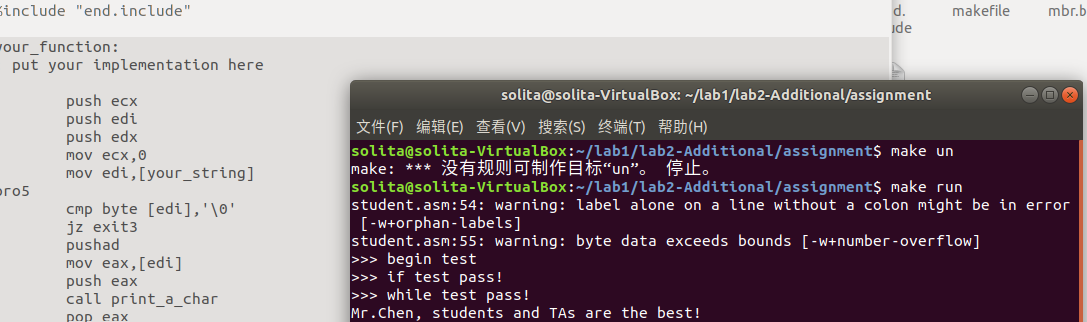 %include "end.include"
your_function:
put your implementation here
push ecx
push edi
push edx
mov ecx,0
mov edi,[your_string]
pro5
cmp byte [edi],'\0'
jz exit3
pushad
mov eax,[edi]
push eax
call print_a_char
pop eax
d.
ude
makefile
mbr.b
solita@solita-VirtualBox: ~/lab1/lab2-Additional/assignment
文件(F) 编辑(E) 查看(V) 搜索(S) 终端(T) 帮助(H)
solita@solita-VirtualBox:~/lab1/lab2-Additional/assignment$ make un
make: *** 没有规则可制作目标“un”。 停止。
solita@solita-VirtualBox:~/lab1/lab2-Additional/assignment$ make run
student.asm:54: warning: label alone on a line without a colon might be in error
[-w+orphan-labels]
student.asm:55: warning: byte data exceeds bounds [-w+number-overflow]
>>> begin test
>>> if test pass!
>>> while test pass!
Mr.Chen, students and TAs are the best!